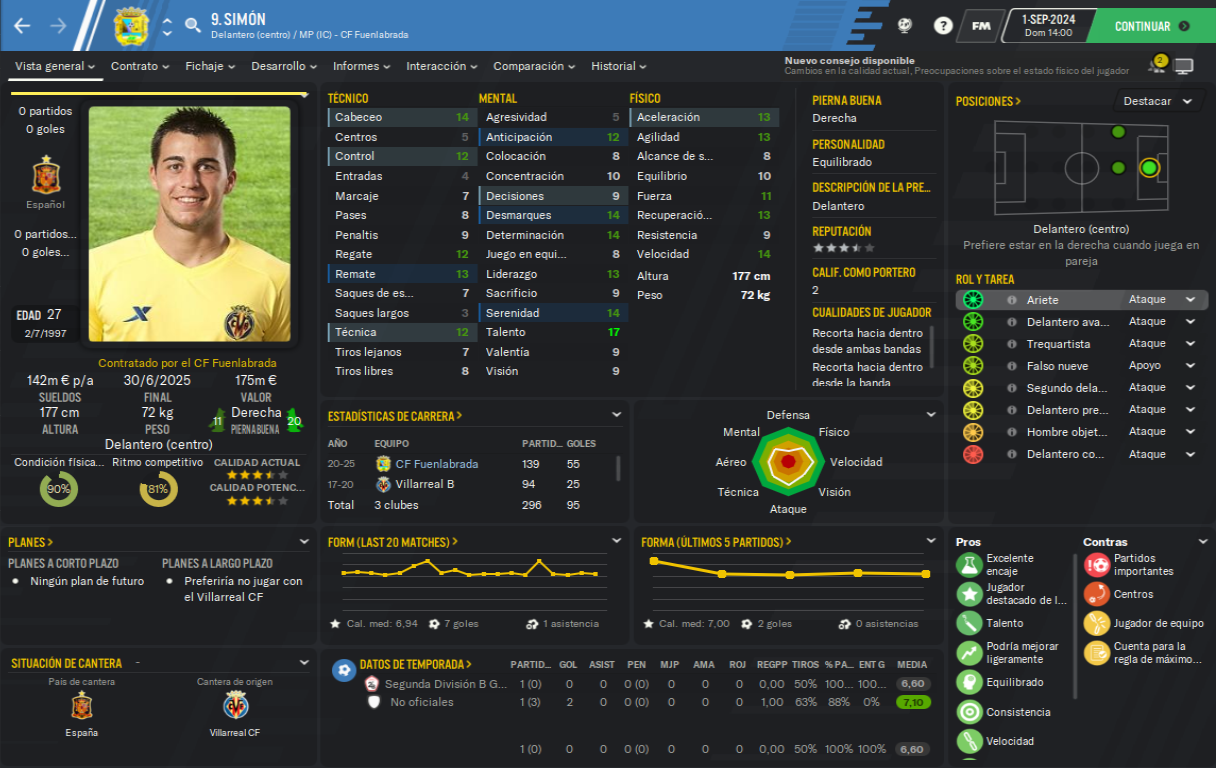 9. SIMÓN
Delantero (centro) / MP (IC) - CF Fuenlabrada
?
FM
1-SEP-2024
Dom 14:00
CONTINUAR
Vista general
Contrato
Fichaje
Desarrollo
Informes
Interacción
Comparación
Historial
Nuevo consejo disponible
Cambios en la calidad actual, Preocupaciones sobre el estado físico del jugador
2
0 partidos
0 goles
Español
0 partidos...
0 goles...
EDAD 27
2/7/1997
Contratado por el CF Fuenlabrada
142m € p/a
SUELDOS
30/6/2025
FINAL
175m €
VALOR
177 cm
ALTURA
72 kg
PESO
11
Derecha
PIERNA BUENA
20
Delantero (centro)
Condición física...
90%
Ritmo competitivo
81%
CALIDAD ACTUAL
CALIDAD POTENC...
TÉCNICO
Cabeceo 14
Centros 5
Control 12
Entradas 4
Marcaje 7
Pases 8
Penaltis 9
Regate 12
Remate 13
Saques de es... 7
Saques largos 3
Técnica 12
Tiros lejanos 7
Tiros libres 8
MENTAL
Agresividad 5
Anticipación 12
Colocación 8
Concentración 10
Decisiones 9
Desmarques 14
Determinación 14
Juego en equi... 8
Liderazgo 13
Sacrificio 9
Serenidad 14
Talento 17
Valentía 9
Visión 9
FÍSICO
Aceleración 13
Agilidad 13
Alcance de s... 8
Equilibrio 10
Fuerza 11
Recuperació... 13
Resistencia 9
Velocidad 14
Altura 177 cm
Peso 72 kg
PIERNA BUENA
Derecha
PERSONALIDAD
Equilibrado
DESCRIPCIÓN DE LA PRE...
Delantero
REPUTACIÓN
CALIF. COMO PORTERO
2
CUALIDADES DE JUGADOR
Recorta hacia dentro
desde ambas bandas
Recorta hacia dentro
desde la banda
POSICIONES >
Destacar
Delantero (centro)
Prefiere estar en la derecha cuando juega en
pareja
ROL Y TAREA
Ariete Ataque
Delantero ava... Ataque
Trequartista Ataque
Falso nueve Apoyo
Segundo dela... Ataque
Delantero pre... Ataque
Hombre objet... Ataque
Delantero co... Ataque
ESTADÍSTICAS DE CARRERA >
AÑO EQUIPO PARTID... GOLES
20-25 CF Fuenlabrada 139 55
17-20 Villarreal B 94 25
Total 3 clubes 296 95
Defensa
Mental
Físico
Aéreo
Velocidad
Técnica
Visión
Ataque
PLANES >
PLANES A CORTO PLAZO
Ningún plan de futuro
PLANES A LARGO PLAZO
Preferiría no jugar con
el Villarreal CF
FORM (LAST 20 MATCHES) >
Cal. med: 6,94
7 goles
1 asistencia
FORMA (ÚLTIMOS 5 PARTIDOS) >
Cal. med: 7,00
2 goles
0 asistencias
Pros
Excelente
encaje
Jugador
destacado de l...
Talento
Podría mejorar
ligeramente
Equilibrado
Consistencia
Velocidad
Contras
Partidos
importantes
Centros
Jugador de equipo
Cuenta para la
regla de máximo...
SITUACIÓN DE CANTERA -
País de cantera
España
Cantera de origen
Villarreal CF
DATOS DE TEMPORADA > PARTID... GOL ASIST PEN MJP AMA ROJ REGPP TIROS % PA... ENT G MEDIA
Segunda División B G... 1 (0) 0 0 0 (0) 0 0 0 0,00 50% 100... 100... 6,60
No oficiales 1 (3) 2 0 0 (0) 0 0 0 1,00 63% 88% 0% 7,10
1 (0) 0 0 0 (0) 0 0 0 0,00 50% 100% 100% 6,60